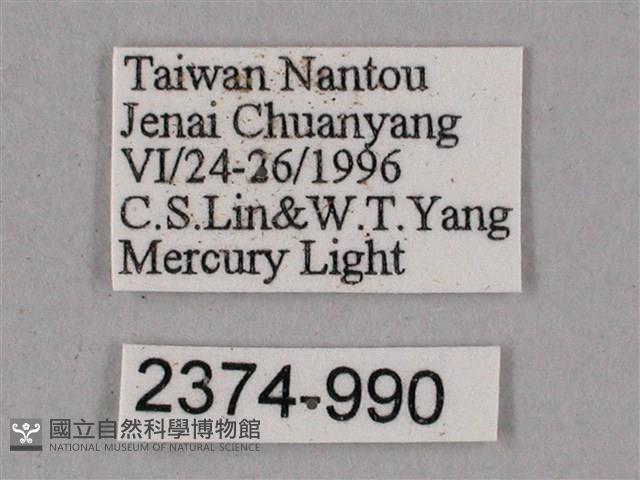 Taiwan Nantou
Jenai Chuanyang
VI/24-26/1996
C.S.Lin&W.T.Yang
Mercury Light
2374-990
國立自然科學博物館
NATIONAL MUSEUM OF NATURAL SCIENCE